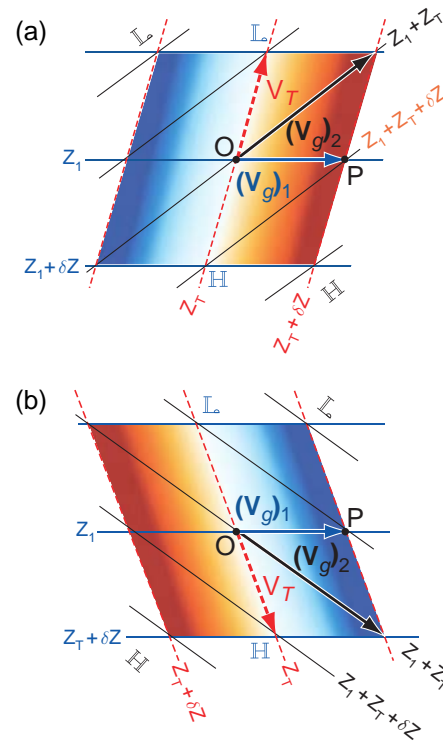 (a)
𝕃
𝕃
Z₁+Z_T
V_T
(V_g)₂
Z₁+Z_T+δZ
Z₁
O
P
(V_g)₁
Z₁+δZ
Z_T
ℍ
Z_T+δZ
ℍ
(b)
𝕃
𝕃
(V_g)₁
P
Z₁
O
(V_g)₂
V_T
Z_T+δZ
ℍ
Z_T+δZ
ℍ
Z_T
Z₁+Z_T+δZ
Z₁+Z_T